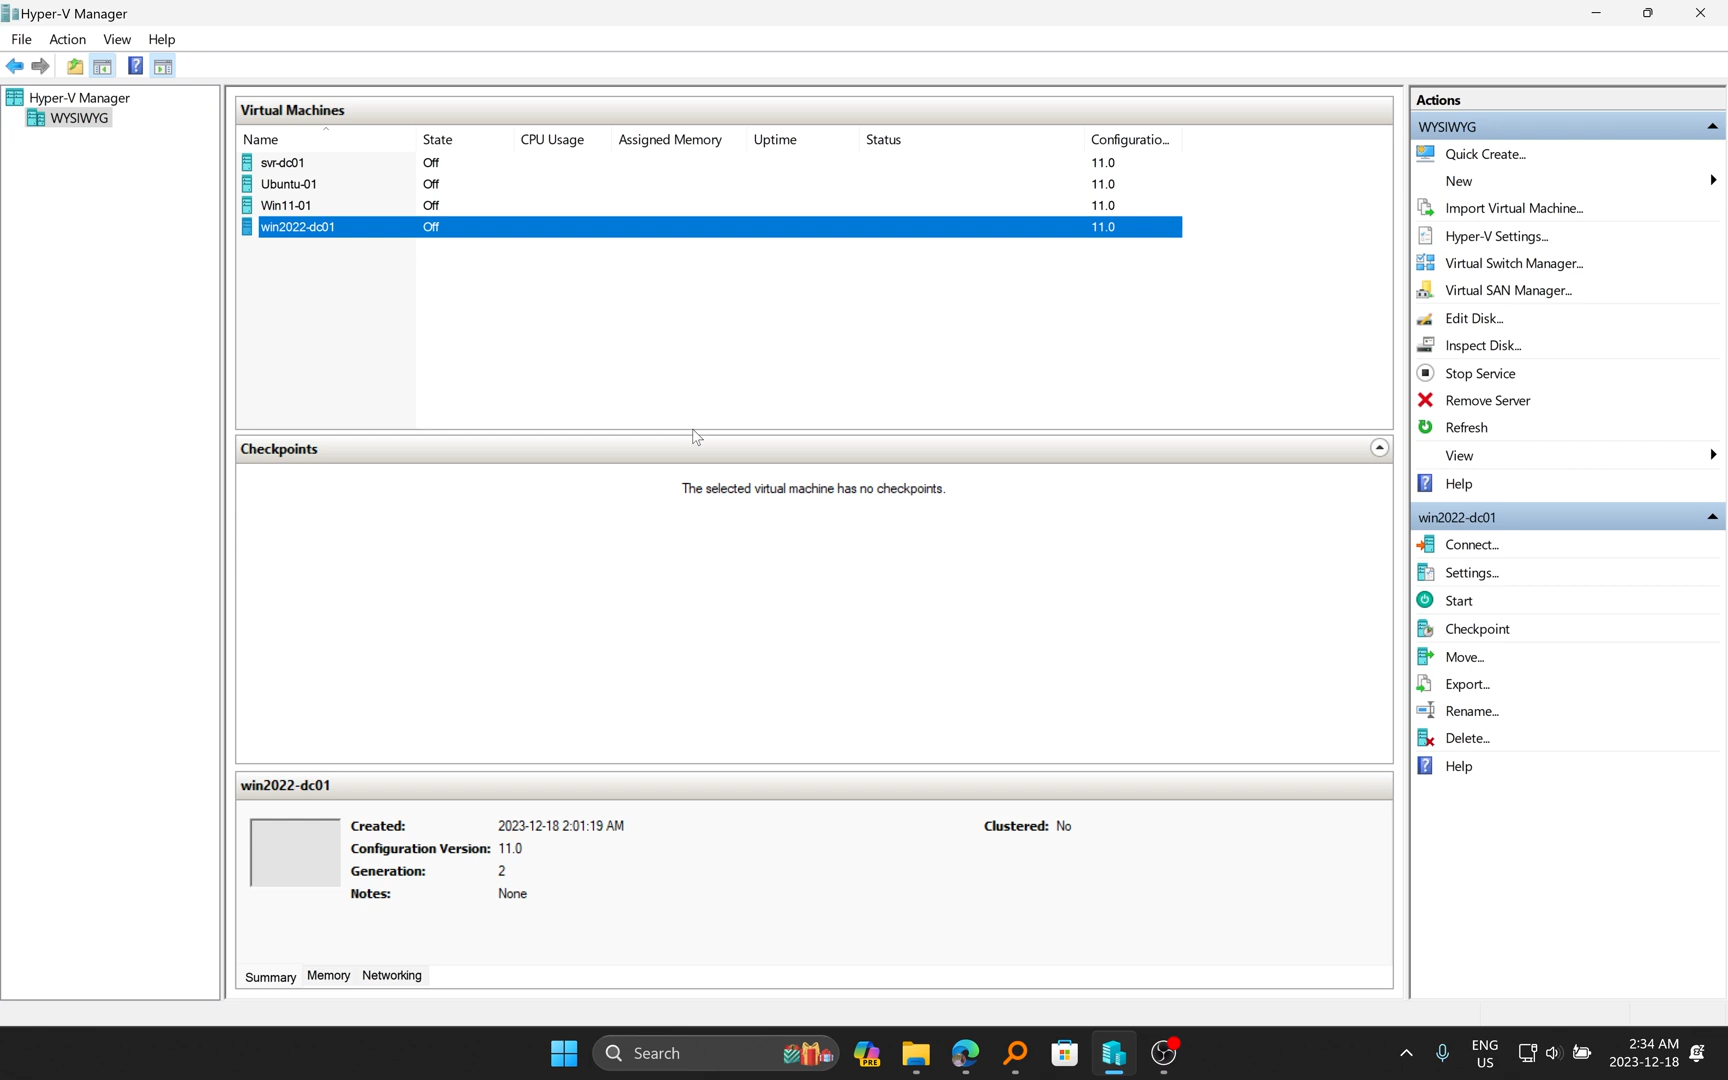 Hyper-V Manager
File Action View Help
Hyper-V Manager
WYSIWYG
Virtual Machines
Name State CPU Usage Assigned Memory Uptime Status Configuratio...
svr-dc01 Off 11.0
Ubuntu-01 Off 11.0
Win11-01 Off 11.0
win2022-dc01 Off 11.0
Checkpoints
The selected virtual machine has no checkpoints.
win2022-dc01
Created: 2023-12-18 2:01:19 AM Clustered: No
Configuration Version: 11.0
Generation: 2
Notes: None
Summary Memory Networking
Actions
WYSIWYG
Quick Create...
New
Import Virtual Machine...
Hyper-V Settings...
Virtual Switch Manager...
Virtual SAN Manager...
Edit Disk...
Inspect Disk...
Stop Service
Remove Server
Refresh
View
Help
win2022-dc01
Connect...
Settings...
Start
Checkpoint
Move...
Export...
Rename...
Delete...
Help
Search
PRE
ENG
US
2:34 AM
2023-12-18